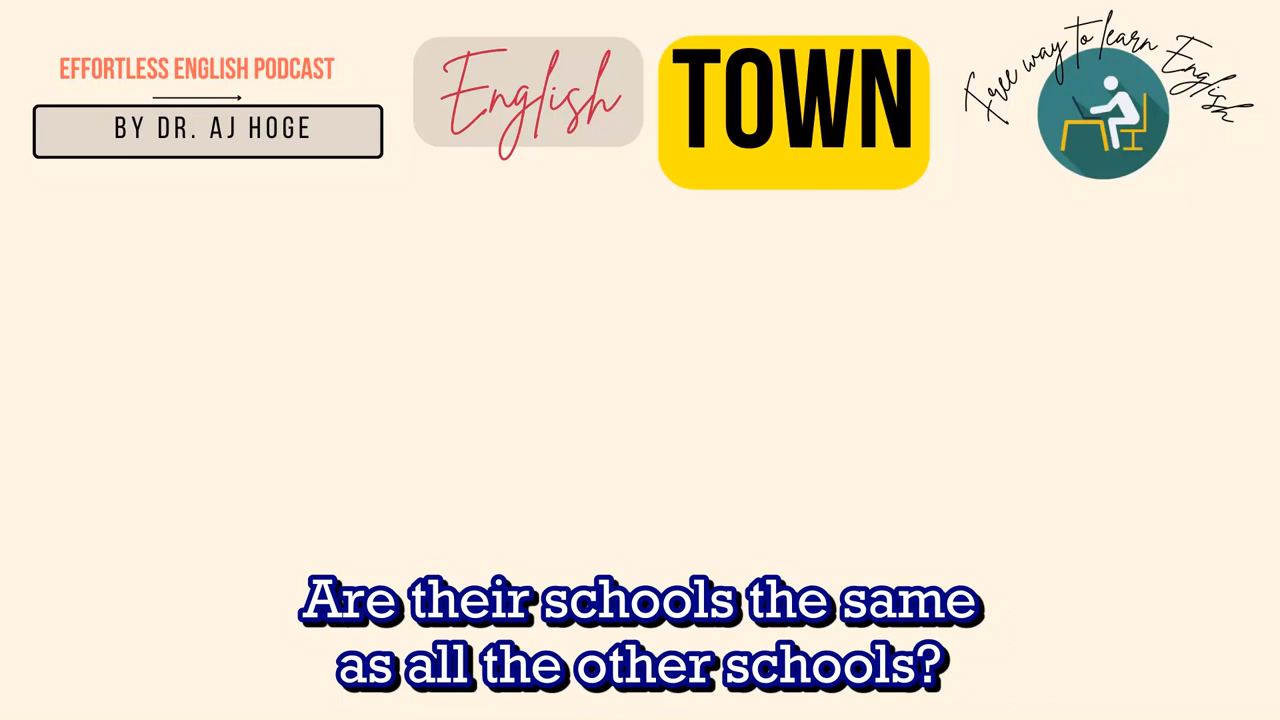 EFFORTLESS ENGLISH PODCAST
BY DR. AJ HOGE
English
TOWN
Free way to learn English
Are their schools the same
as all the other schools?